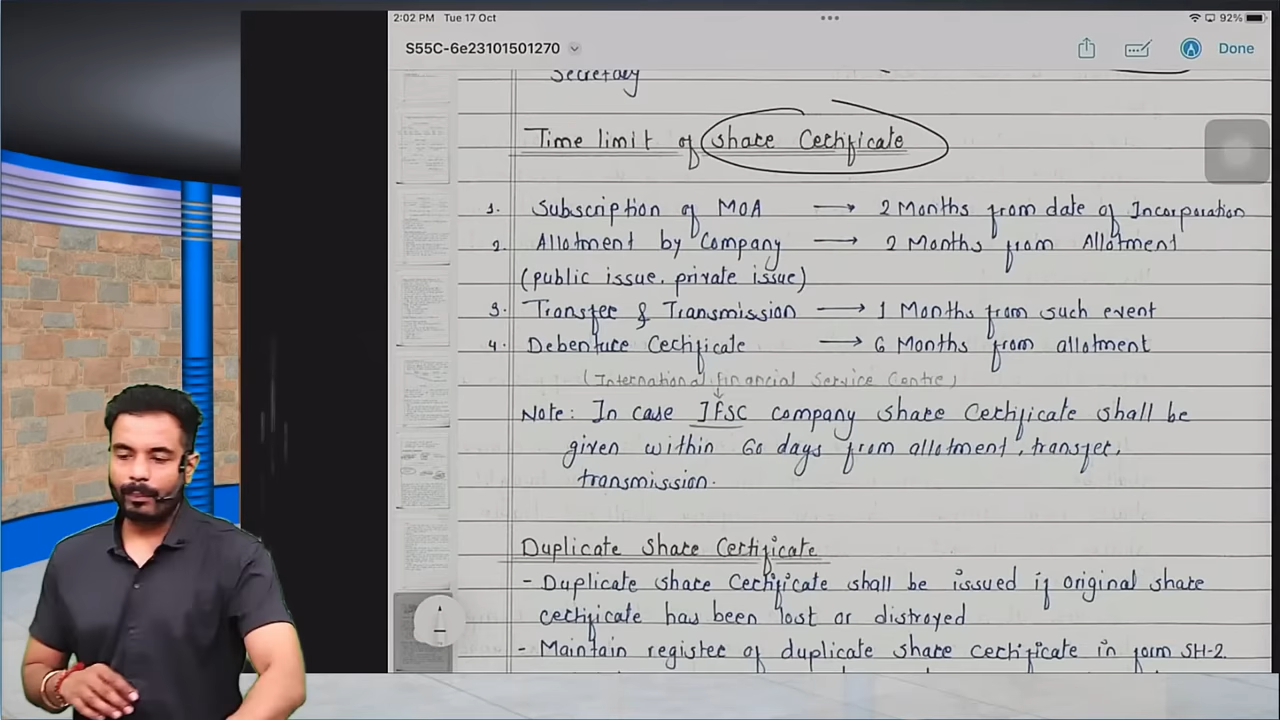 2:02 PM Tue 17 Oct
92%
S55C-6e23101501270
Done
Secretary
Time limit of share Certificate
1. Subscription of MOA → 2 Months from date of Incorporation
2. Allotment by Company → 2 Months from Allotment
(public issue. private issue)
3. Transfer & Transmission → 1 Months from such event
4. Debenture Certificate → 6 Months from allotment
(International financial Service Centre)
Note: In case IFSC company share Certificate shall be
given within 60 days from allotment, transfer,
transmission.
Duplicate Share Certificate
- Duplicate share Certificate shall be issued if original share
certificate has been lost or distroyed
- Maintain register of duplicate share certificate in form SH-2.